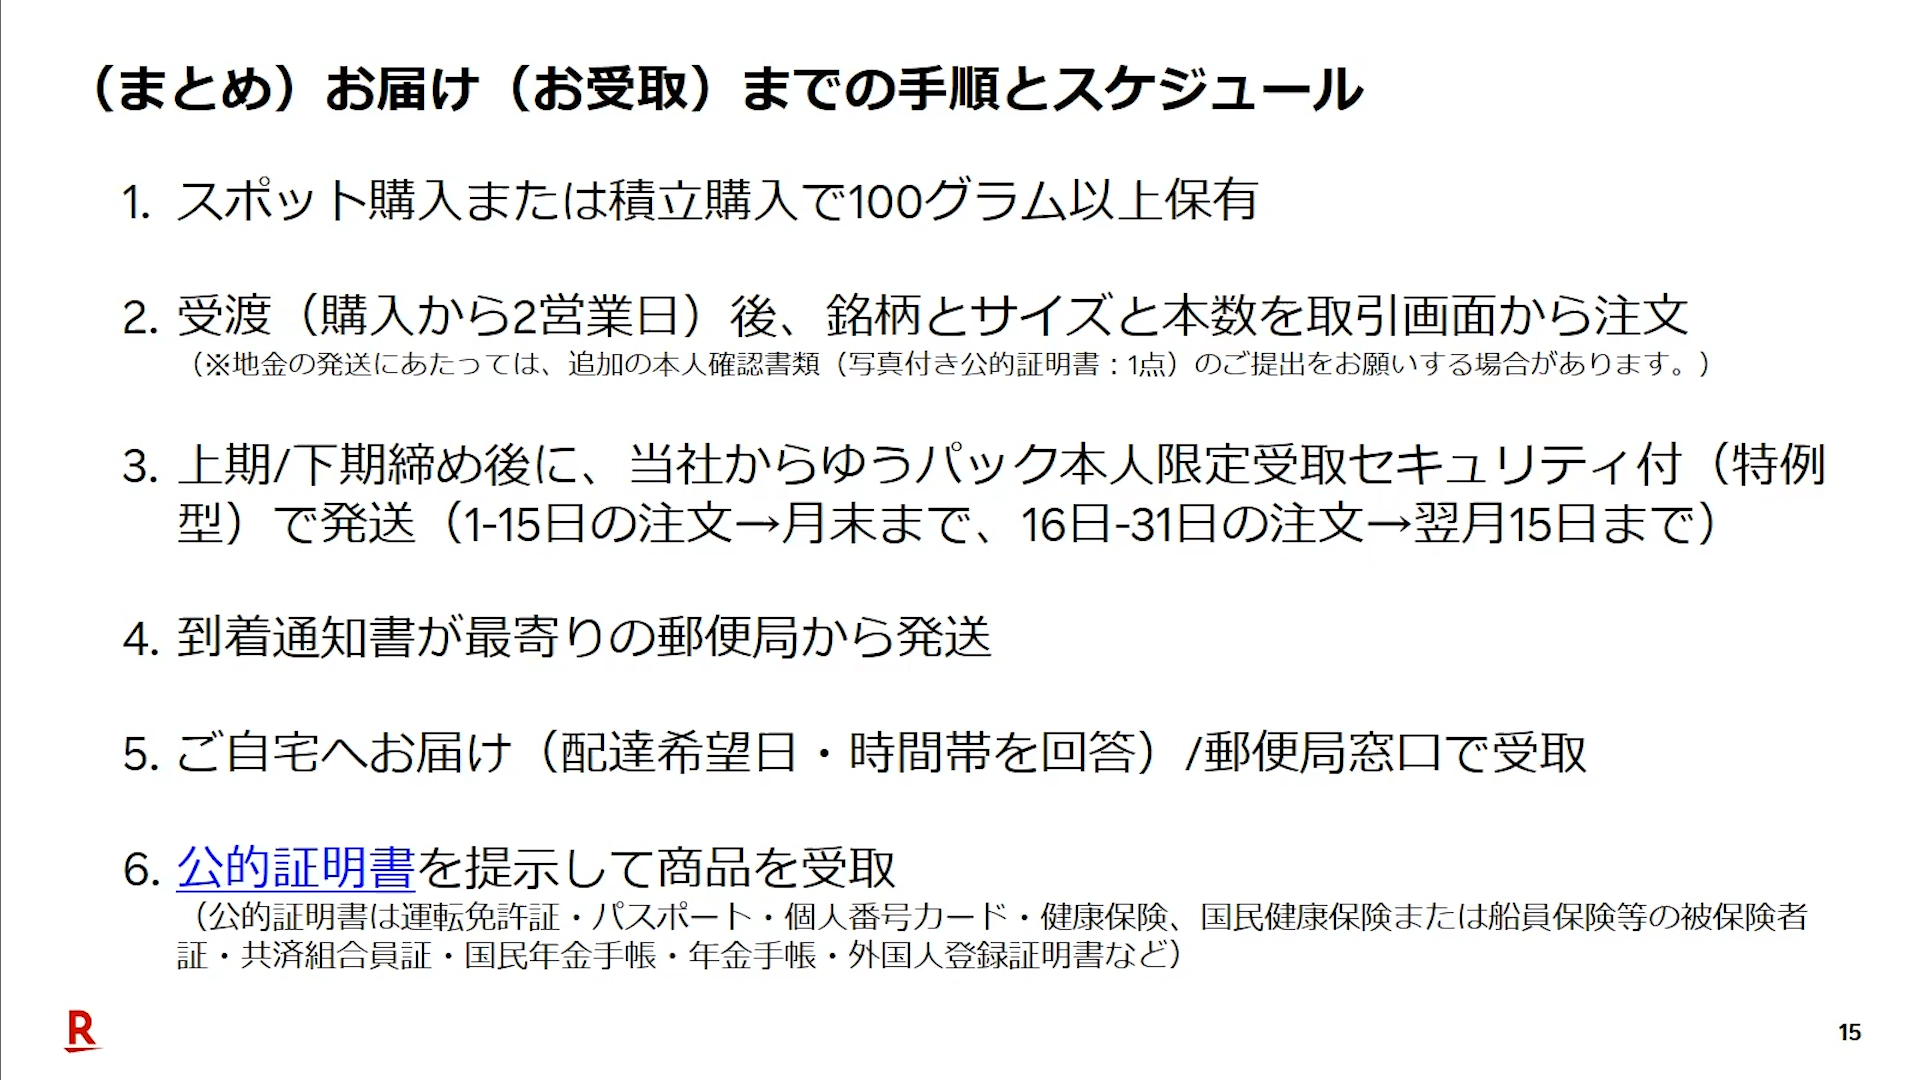 （まとめ）お届け（お受取）までの手順とスケジュール
1. スポット購入または積立購入で100グラム以上保有
2. 受渡（購入から2営業日）後、銘柄とサイズと本数を取引画面から注文
（※地金の発送にあたっては、追加の本人確認書類（写真付き公的証明書：1点）のご提出をお願いする場合があります。）
3. 上期/下期締め後に、当社からゆうパック本人限定受取セキュリティ付（特例
型）で発送（1-15日の注文→月末まで、16日-31日の注文→翌月15日まで）
4. 到着通知書が最寄りの郵便局から発送
5. ご自宅へお届け（配達希望日・時間帯を回答）/郵便局窓口で受取
6. 公的証明書を提示して商品を受取
（公的証明書は運転免許証・パスポート・個人番号カード・健康保険、国民健康保険または船員保険等の被保険者
証・共済組合員証・国民年金手帳・年金手帳・外国人登録証明書など）
R
15